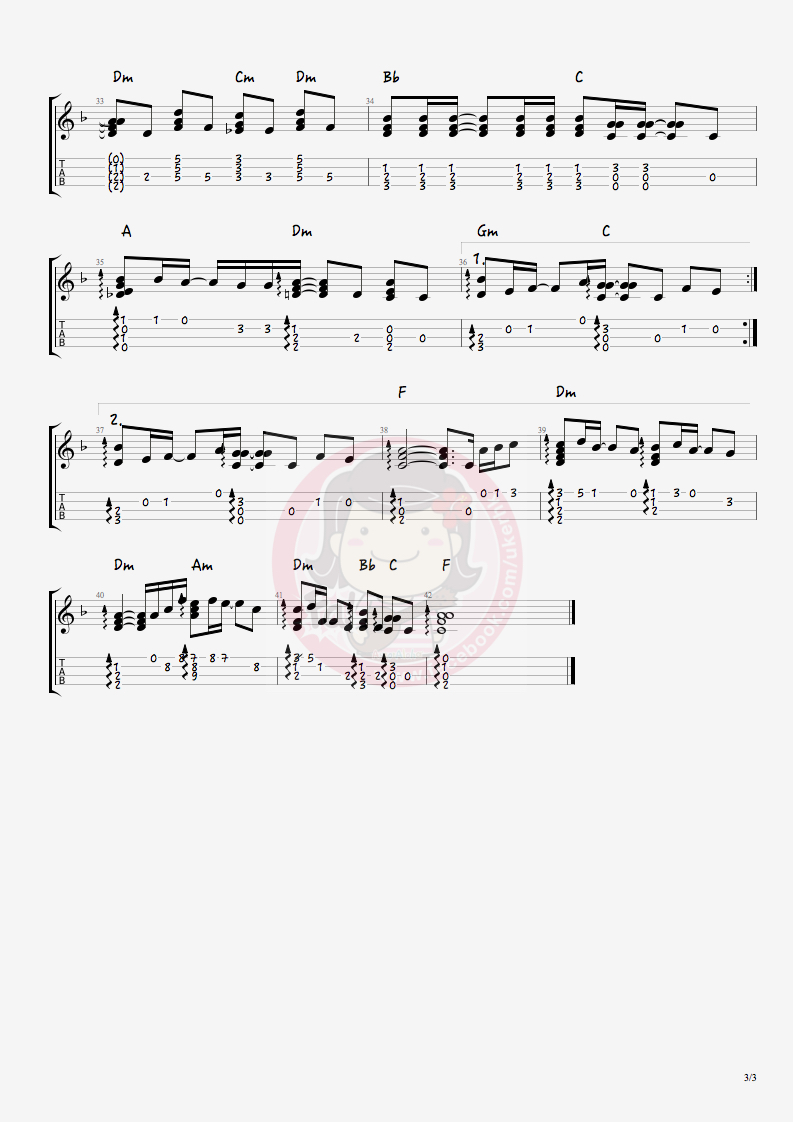 Dm Cm Dm Bb C
33 34
T (0) 5 3 5
A (1) 5 3 5 1 1 1 1 1 1 3 3
B (2) 2 5 5 3 3 5 5 2 2 2 2 2 2 0 0 0
(2) 3 3 3 3 3 3 0 0
A Dm Gm C
35 36 1.
T 1 1 0 0
A 0 3 3 1 0 0 1 3 1 0
B 1 2 2 0 0 2 0 0
0 2 2 3 0
F Dm
37 2. 38 39
T 0 0 1 3 3 5 1 0 1 3 0
A 0 1 3 1 0 1 1 1 3
B 2 0 0 0 0 2 2
3 0 2 2
Dm Am Dm Bb C F
40 41 42
T 0 8 7 8 7 3 5 0
A 1 8 8 8 1 1 1 3 1
B 2 9 2 2 2 2 0 0 0
2 3 0 2
3/3